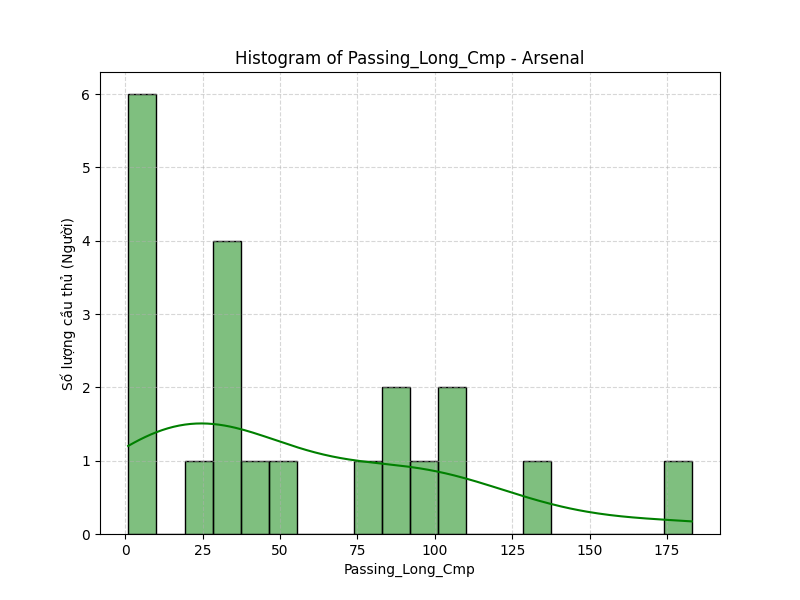 Histogram of Passing_Long_Cmp - Arsenal
Số lượng cầu thủ (Người)
6
5
4
3
2
1
0
0 25 50 75 100 125 150 175
Passing_Long_Cmp